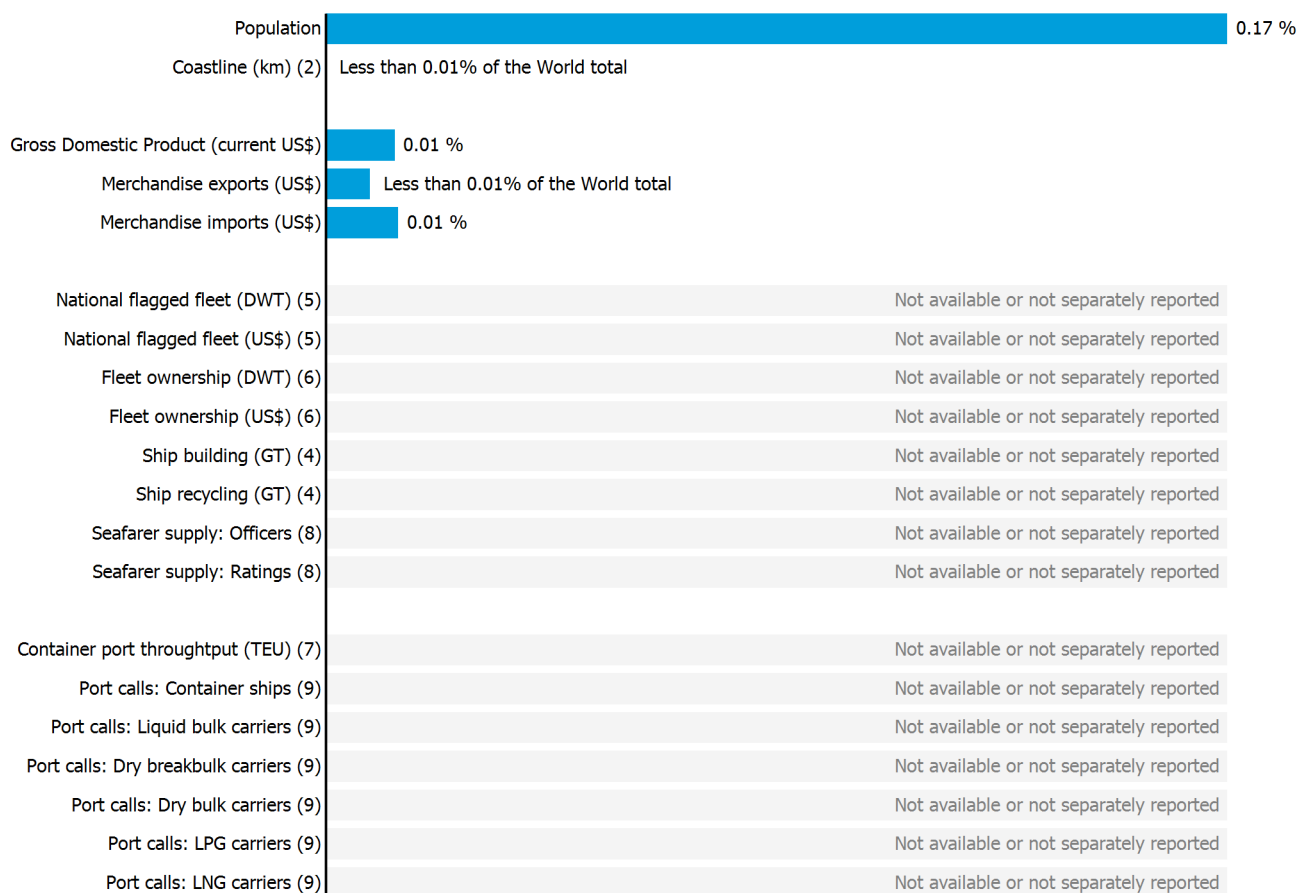 Population 0.17 %
Coastline (km) (2) Less than 0.01% of the World total
Gross Domestic Product (current US$) 0.01 %
Merchandise exports (US$) Less than 0.01% of the World total
Merchandise imports (US$) 0.01 %
National flagged fleet (DWT) (5) Not available or not separately reported
National flagged fleet (US$) (5) Not available or not separately reported
Fleet ownership (DWT) (6) Not available or not separately reported
Fleet ownership (US$) (6) Not available or not separately reported
Ship building (GT) (4) Not available or not separately reported
Ship recycling (GT) (4) Not available or not separately reported
Seafarer supply: Officers (8) Not available or not separately reported
Seafarer supply: Ratings (8) Not available or not separately reported
Container port throughtput (TEU) (7) Not available or not separately reported
Port calls: Container ships (9) Not available or not separately reported
Port calls: Liquid bulk carriers (9) Not available or not separately reported
Port calls: Dry breakbulk carriers (9) Not available or not separately reported
Port calls: Dry bulk carriers (9) Not available or not separately reported
Port calls: LPG carriers (9) Not available or not separately reported
Port calls: LNG carriers (9) Not available or not separately reported